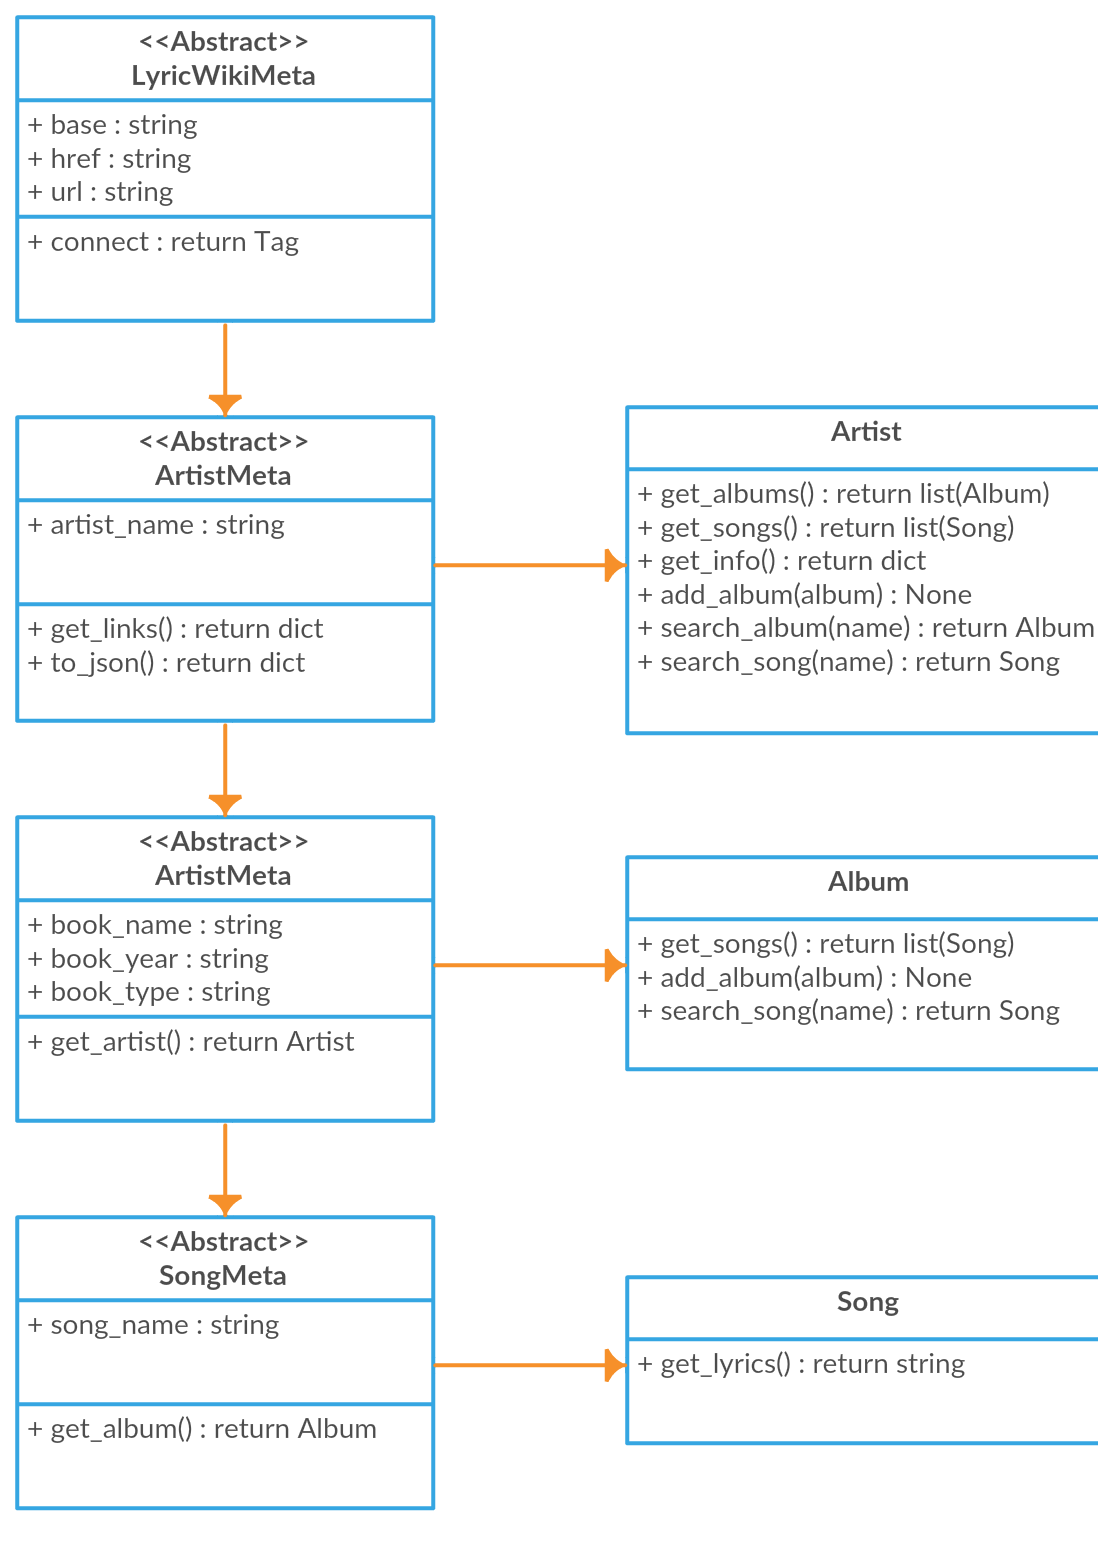 <<Abstract>>
LyricWikiMeta
+ base : string
+ href : string
+ url : string
+ connect : return Tag
<<Abstract>>
ArtistMeta
+ artist_name : string
+ get_links() : return dict
+ to_json() : return dict
Artist
+ get_albums() : return list(Album)
+ get_songs() : return list(Song)
+ get_info() : return dict
+ add_album(album) : None
+ search_album(name) : return Album
+ search_song(name) : return Song
<<Abstract>>
ArtistMeta
+ book_name : string
+ book_year : string
+ book_type : string
+ get_artist() : return Artist
Album
+ get_songs() : return list(Song)
+ add_album(album) : None
+ search_song(name) : return Song
<<Abstract>>
SongMeta
+ song_name : string
+ get_album() : return Album
Song
+ get_lyrics() : return string